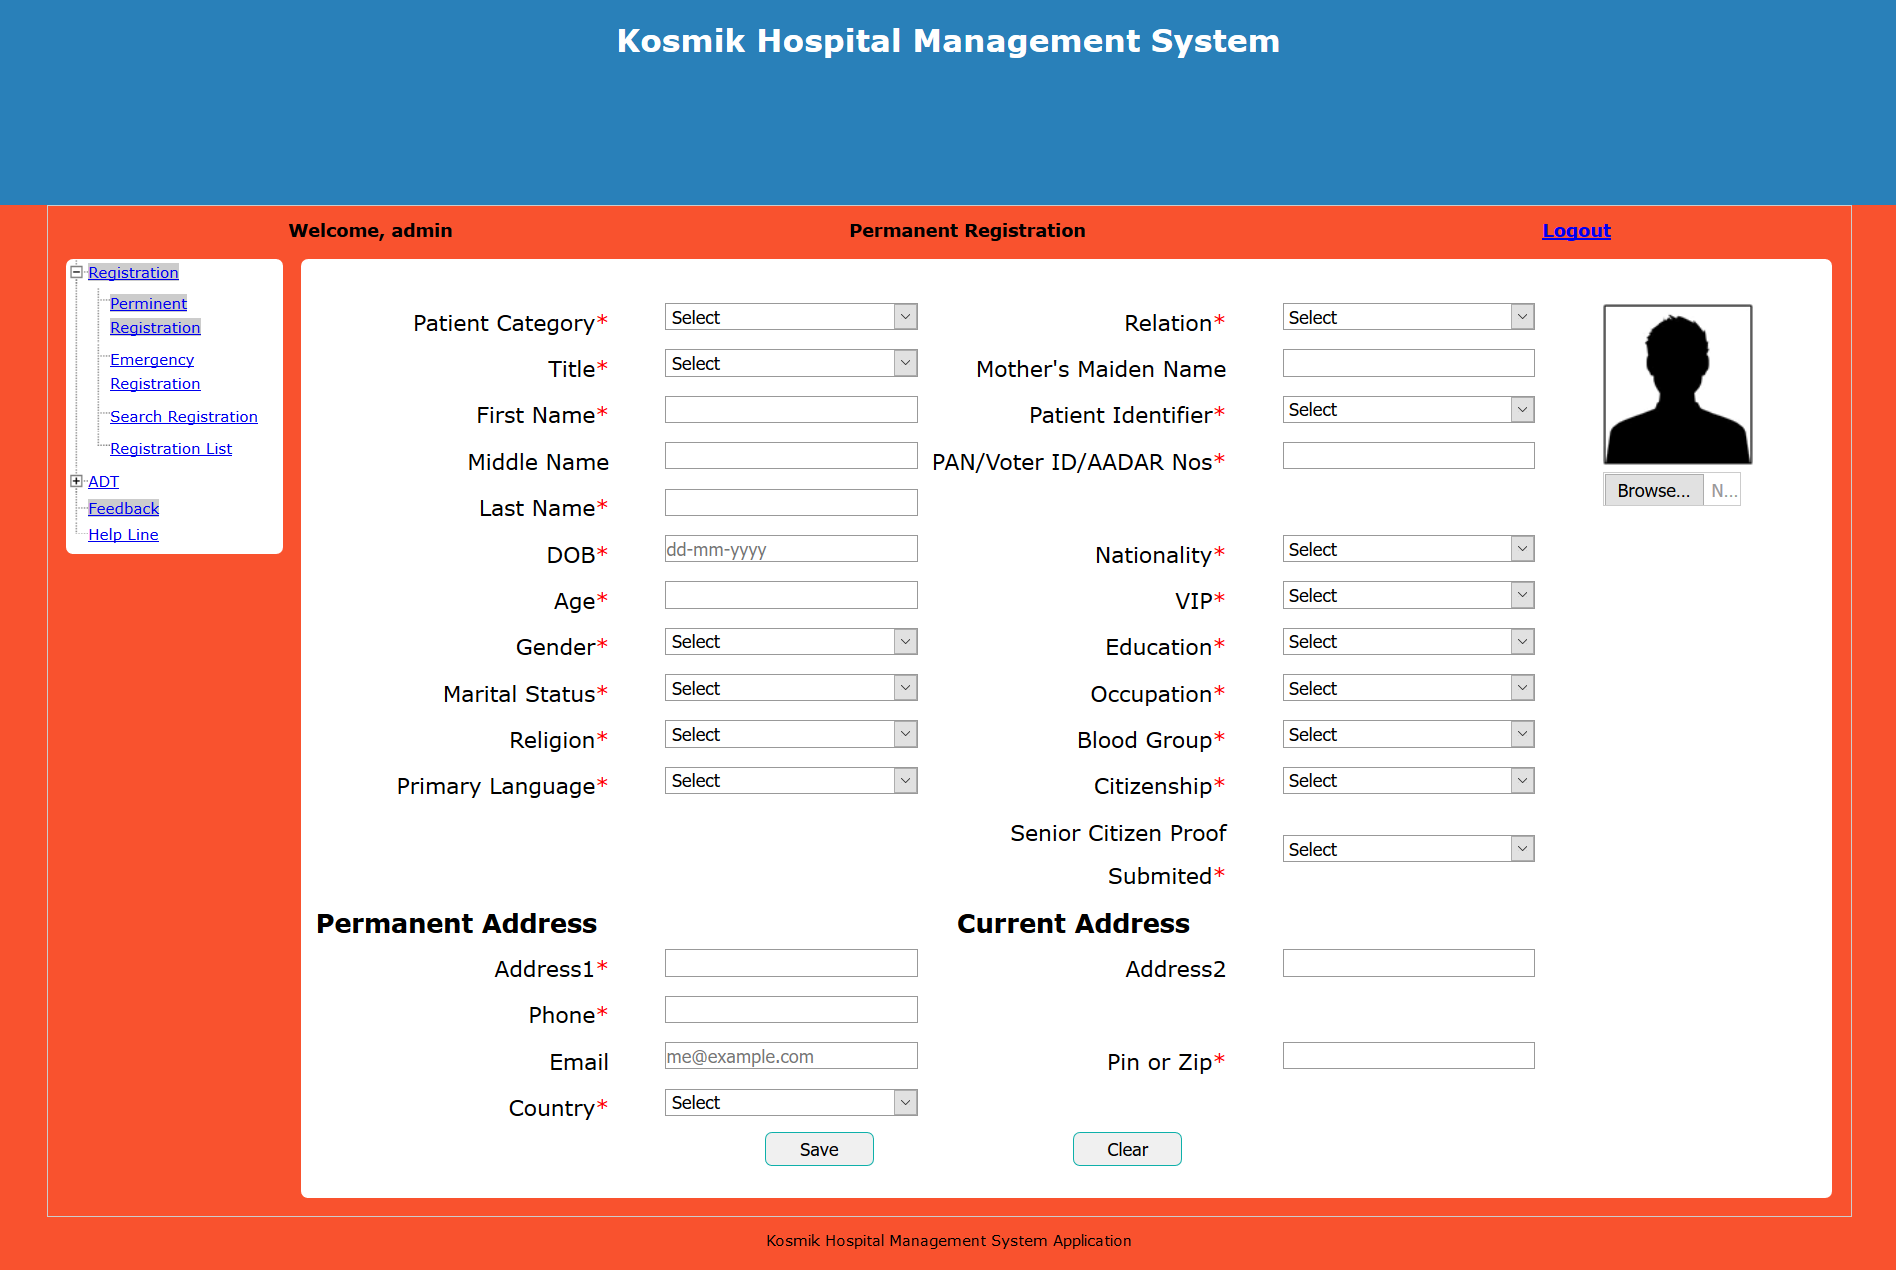 Kosmik Hospital Management System
Welcome, admin
Permanent Registration
Logout
Registration
Perminent
Registration
Emergency
Registration
Search Registration
Registration List
ADT
Feedback
Help Line
Patient Category* Select
Relation* Select
Title* Select
Mother's Maiden Name
First Name*
Patient Identifier* Select
Middle Name
PAN/Voter ID/AADAR Nos*
Browse... N...
Last Name*
DOB* dd-mm-yyyy
Nationality* Select
Age*
VIP* Select
Gender* Select
Education* Select
Marital Status* Select
Occupation* Select
Religion* Select
Blood Group* Select
Primary Language* Select
Citizenship* Select
Senior Citizen Proof
Submited* Select
Permanent Address
Current Address
Address1*
Address2
Phone*
Email me@example.com
Pin or Zip*
Country* Select
Save
Clear
Kosmik Hospital Management System Application